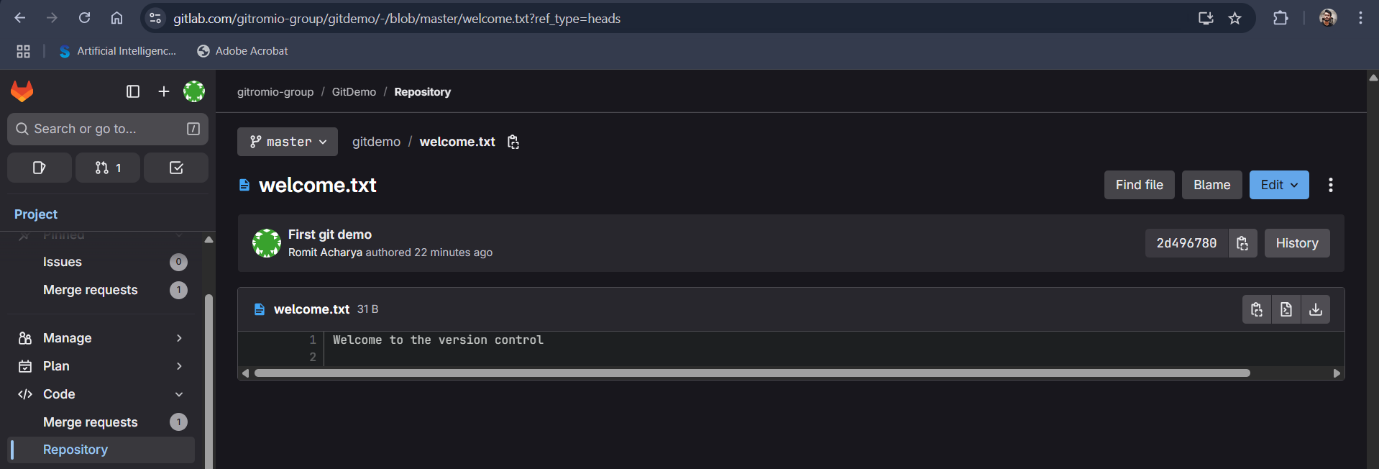 gitlab.com/gitromio-group/gitdemo/-/blob/master/welcome.txt?ref_type=heads
Artificial Intelligenc... Adobe Acrobat
gitromio-group / GitDemo / Repository
Search or go to... /
master gitdemo / welcome.txt
1
welcome.txt Find file Blame Edit
Project
Pinned
First git demo
Romit Acharya authored 22 minutes ago 2d496780 History
Issues 0
Merge requests 1
welcome.txt 31 B
1 Welcome to the version control
2
Manage
Plan
Code
Merge requests 1
Repository